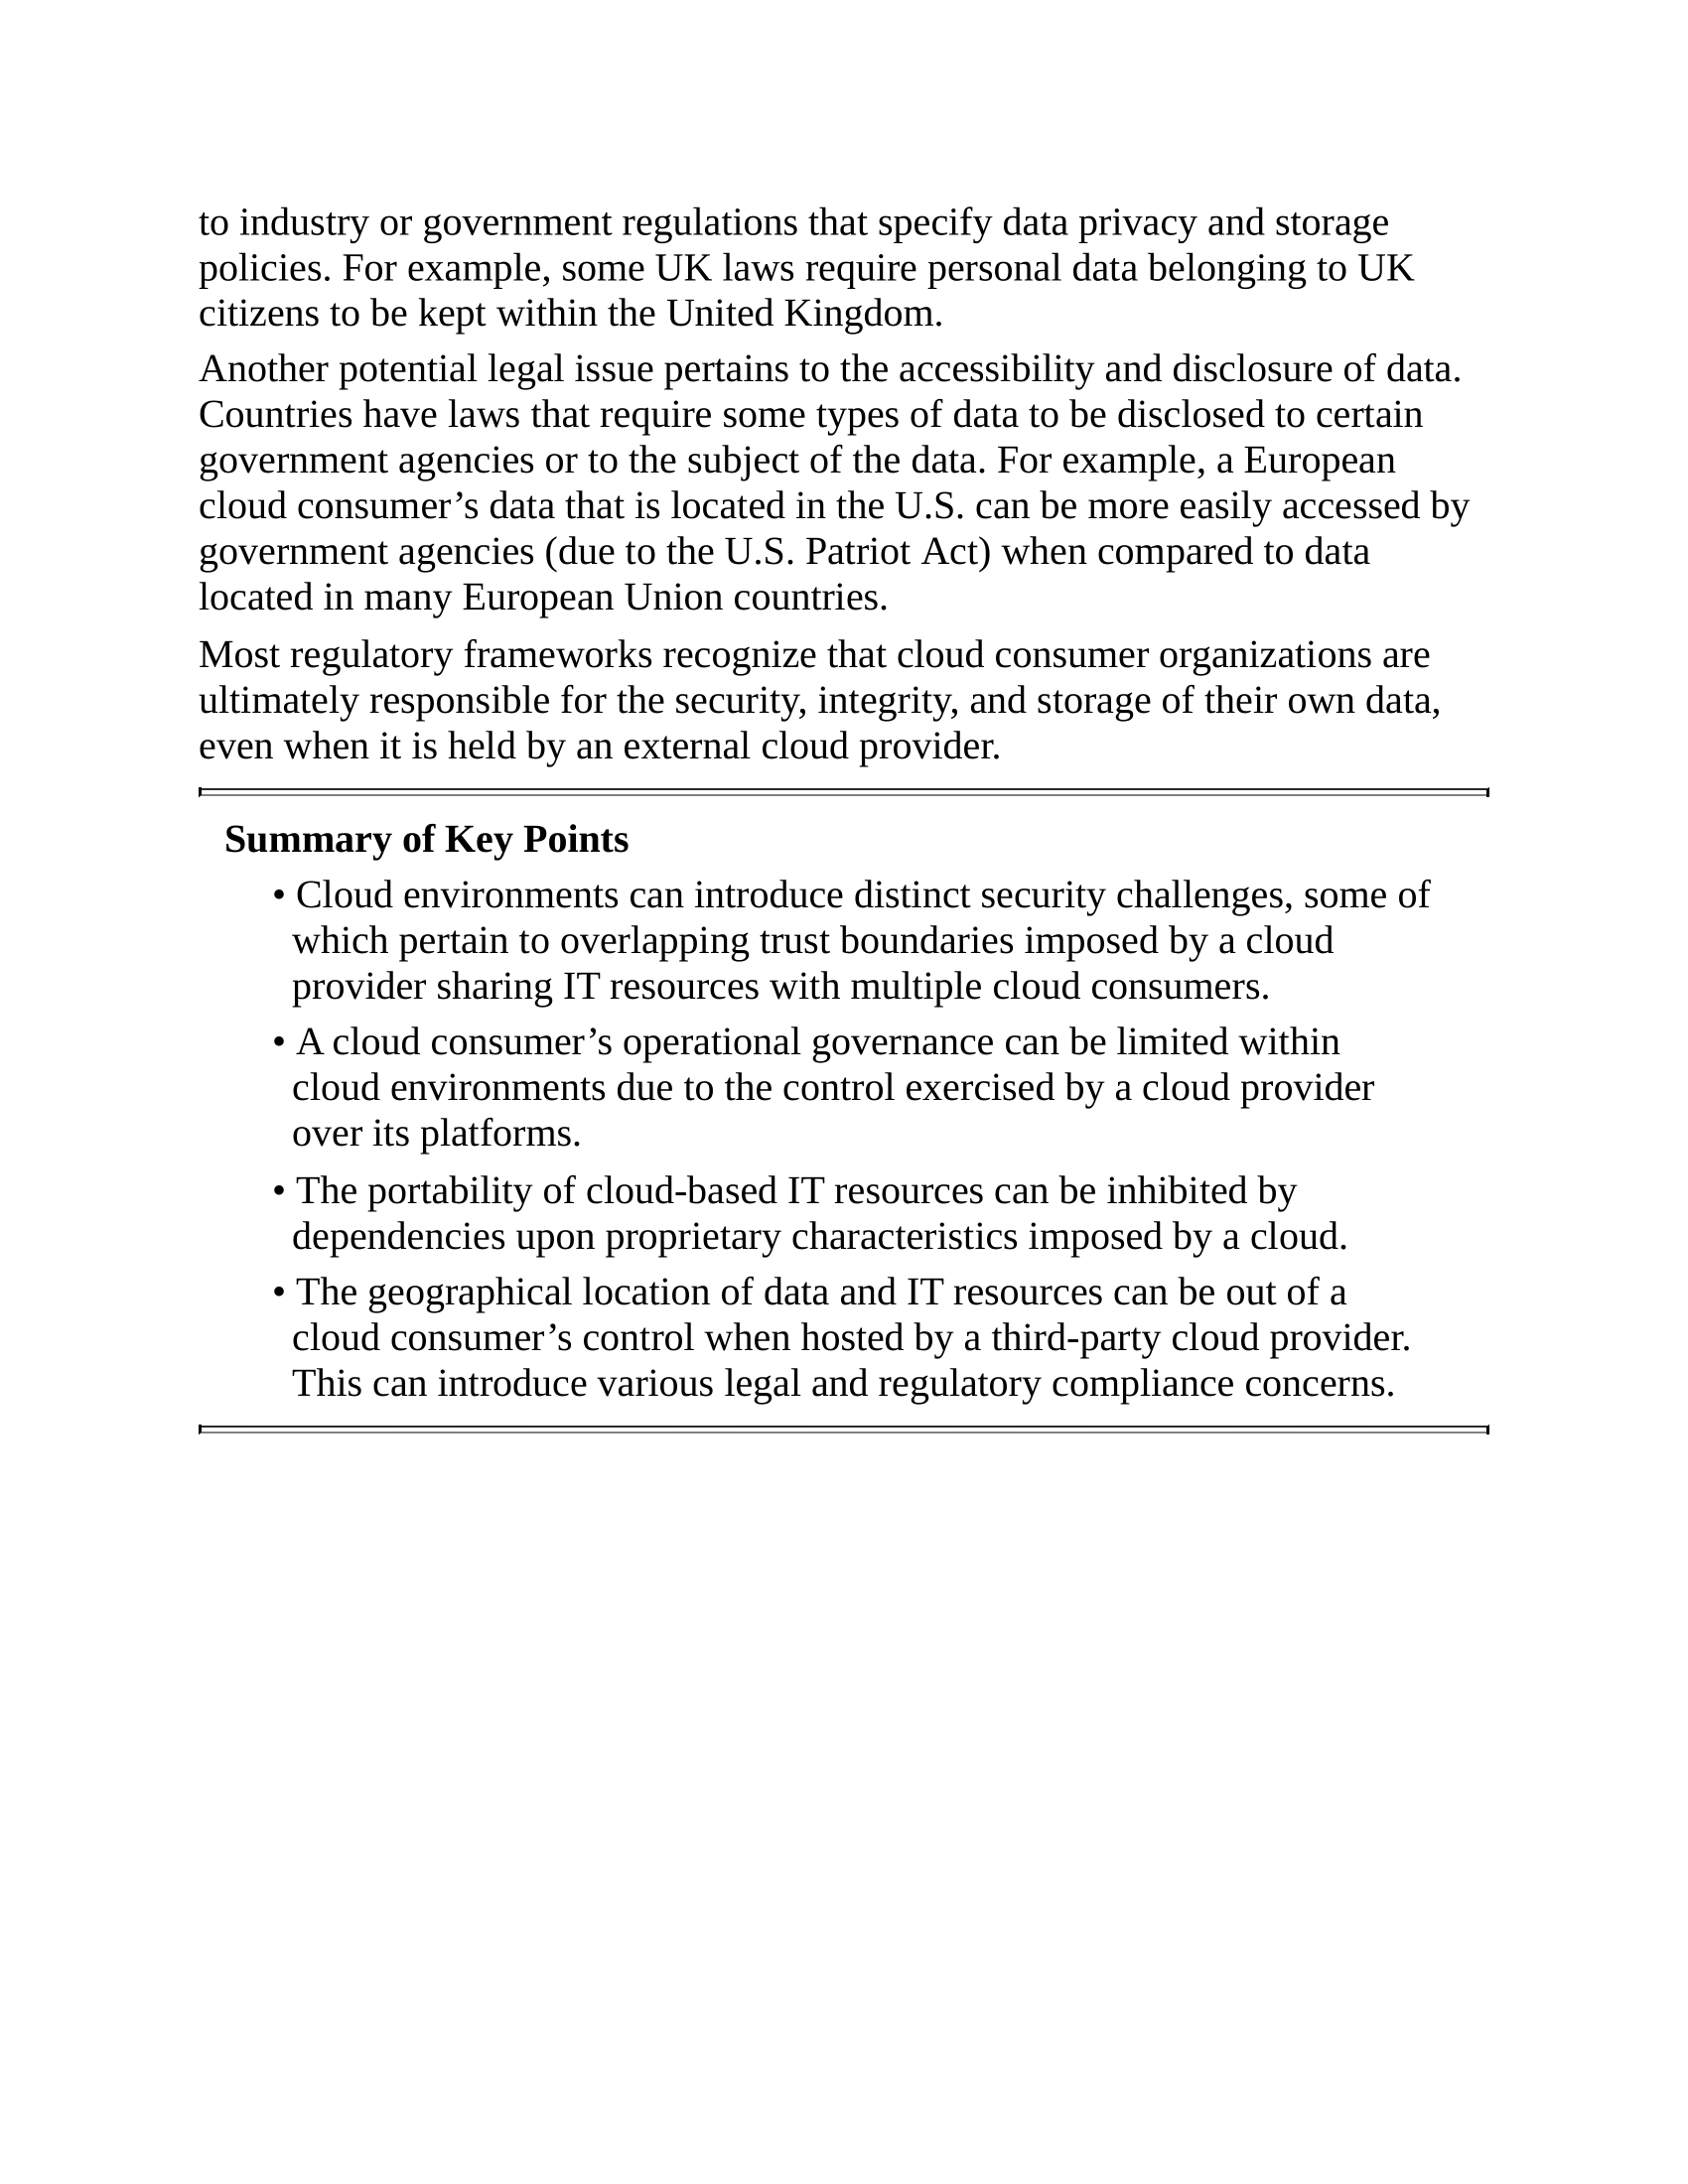 to industry or government regulations that specify data privacy and storage
policies. For example, some UK laws require personal data belonging to UK
citizens to be kept within the United Kingdom.
Another potential legal issue pertains to the accessibility and disclosure of data.
Countries have laws that require some types of data to be disclosed to certain
government agencies or to the subject of the data. For example, a European
cloud consumer’s data that is located in the U.S. can be more easily accessed by
government agencies (due to the U.S. Patriot Act) when compared to data
located in many European Union countries.
Most regulatory frameworks recognize that cloud consumer organizations are
ultimately responsible for the security, integrity, and storage of their own data,
even when it is held by an external cloud provider.
Summary of Key Points
• Cloud environments can introduce distinct security challenges, some of
which pertain to overlapping trust boundaries imposed by a cloud
provider sharing IT resources with multiple cloud consumers.
• A cloud consumer’s operational governance can be limited within
cloud environments due to the control exercised by a cloud provider
over its platforms.
• The portability of cloud-based IT resources can be inhibited by
dependencies upon proprietary characteristics imposed by a cloud.
• The geographical location of data and IT resources can be out of a
cloud consumer’s control when hosted by a third-party cloud provider.
This can introduce various legal and regulatory compliance concerns.